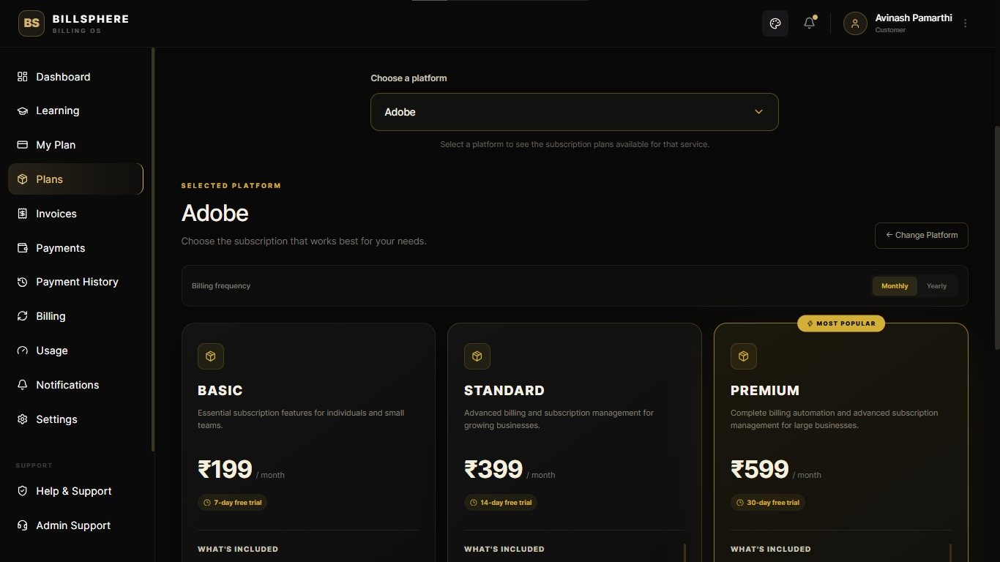 BS
BILLSPHERE
BILLING OS
Avinash Pamarthi
Customer
Dashboard
Learning
My Plan
Plans
Invoices
Payments
Payment History
Billing
Usage
Notifications
Settings
SUPPORT
Help & Support
Admin Support
Choose a platform
Adobe
Select a platform to see the subscription plans available for that service.
SELECTED PLATFORM
Adobe
Choose the subscription that works best for your needs.
← Change Platform
Billing frequency
Monthly
Yearly
BASIC
Essential subscription features for individuals and small
teams.
₹199 / month
7-day free trial
WHAT'S INCLUDED
STANDARD
Advanced billing and subscription management for
growing businesses.
₹399 / month
14-day free trial
WHAT'S INCLUDED
MOST POPULAR
PREMIUM
Complete billing automation and advanced subscription
management for large businesses.
₹599 / month
30-day free trial
WHAT'S INCLUDED